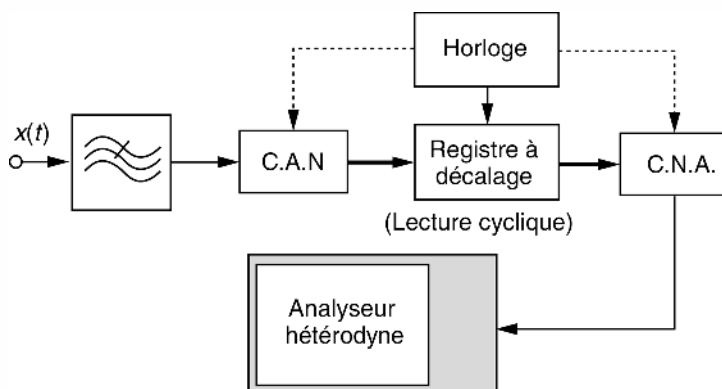 Horloge
x(t)
C.A.N
Registre à
décalage
C.N.A.
(Lecture cyclique)
Analyseur
hétérodyne